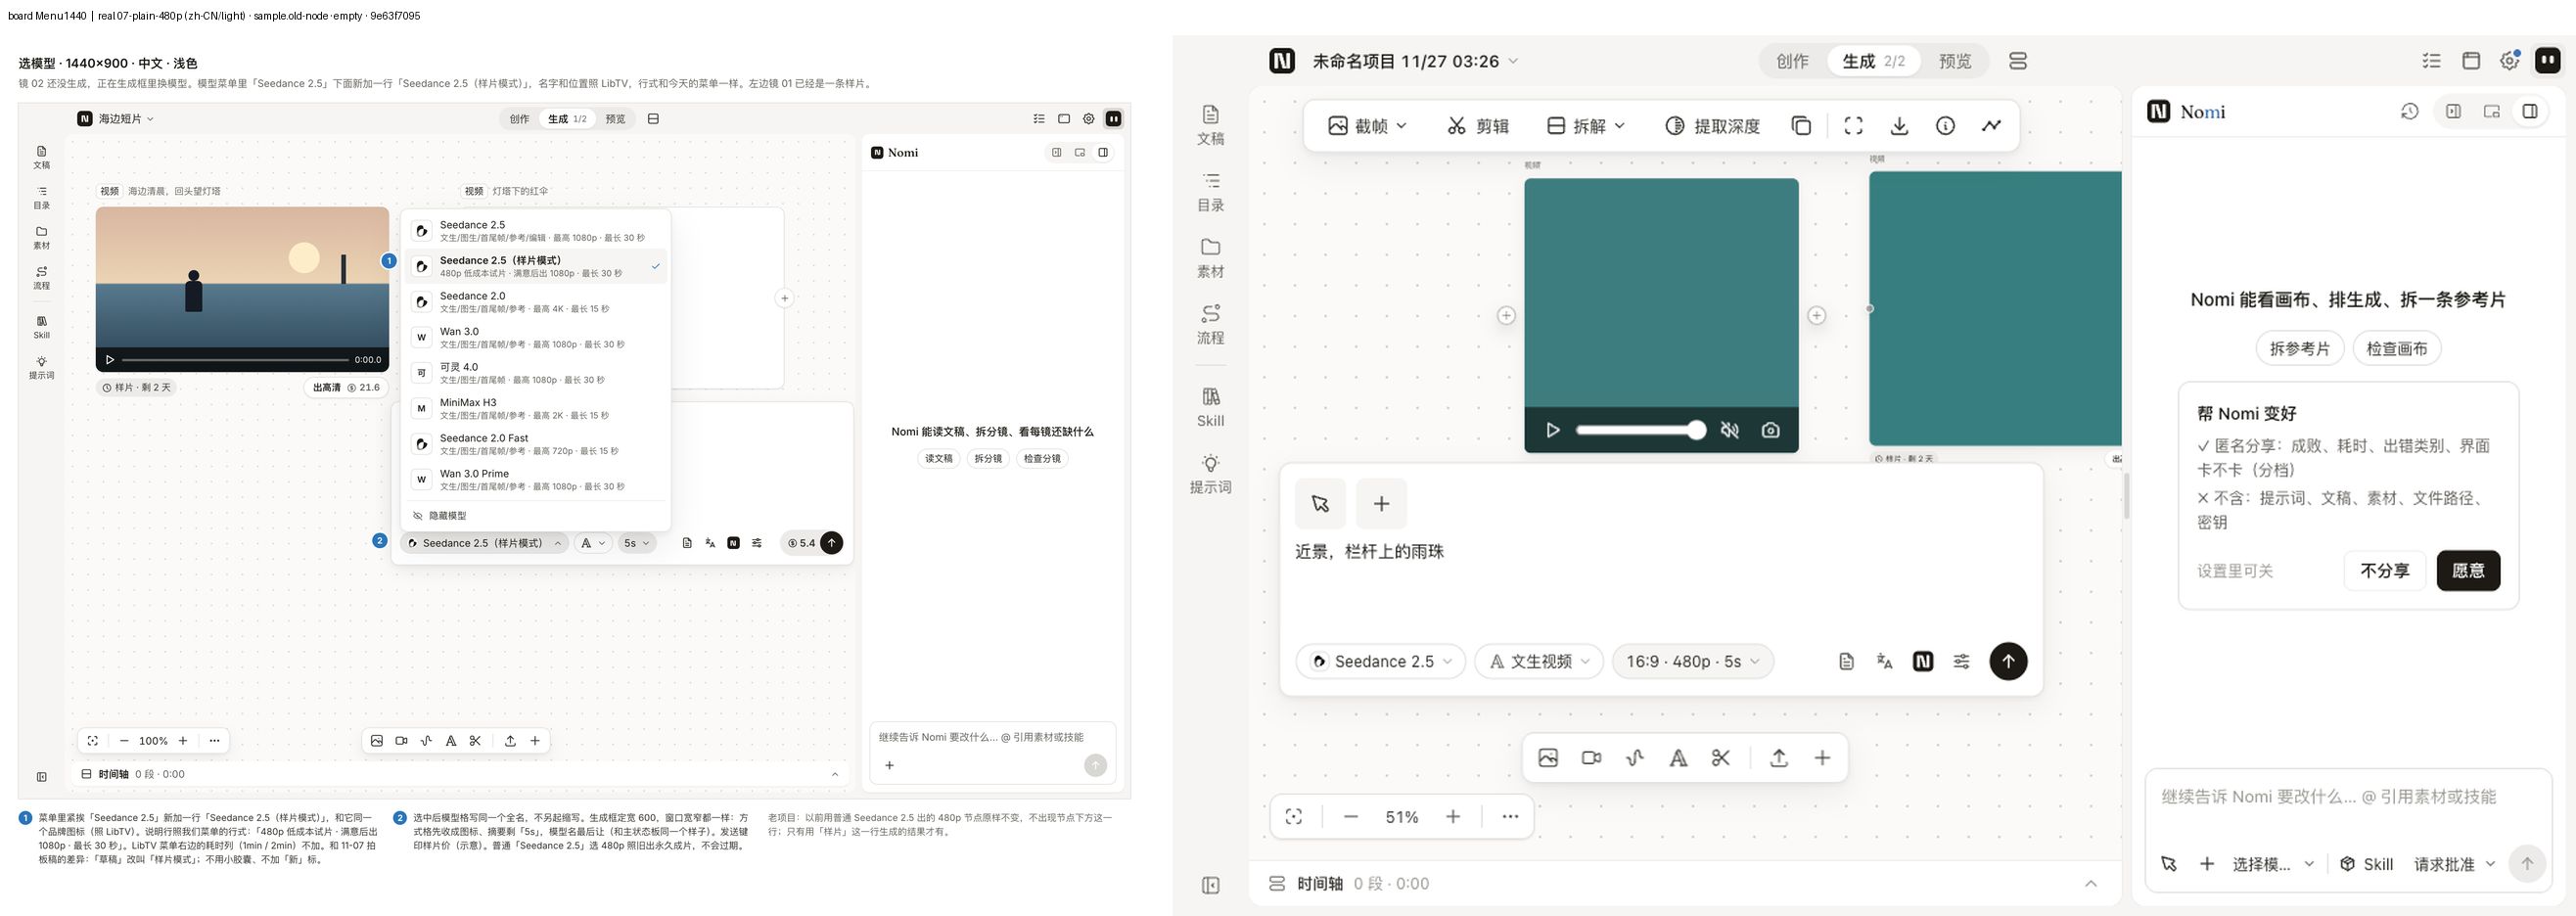 board Menu1440 | real 07-plain-480p (zh-CN/light) · sample.old-node·empty · 9e63f7095
选模型 · 1440×900 · 中文 · 浅色
镜 02 还没生成，正在生成框里换模型。模型菜单里「Seedance 2.5」下面新加一行「Seedance 2.5（样片模式）」，名字和位置照 LibTV，行式和今天的菜单一样。左边镜 01 已经是一条样片。
海边短片
创作 生成 1/2 预览
文稿
目录
素材
流程
Skill
提示词
视频 海边清晨，回头望灯塔
视频 灯塔下的红伞
0:00.0
样片 · 剩 2 天
出高清 21.6
1
Seedance 2.5
文生/图生/首尾帧/参考/编辑 · 最高 1080p · 最长 30 秒
Seedance 2.5（样片模式）
480p 低成本试片 · 满意后出 1080p · 最长 30 秒
Seedance 2.0
文生/图生/首尾帧/参考 · 最高 4K · 最长 15 秒
W
Wan 3.0
文生/图生/首尾帧/参考 · 最高 1080p · 最长 30 秒
可
可灵 4.0
文生/图生/首尾帧 · 最高 1080p · 最长 30 秒
M
MiniMax H3
文生/图生/首尾帧/参考 · 最高 2K · 最长 15 秒
Seedance 2.0 Fast
文生/图生/首尾帧/参考 · 最高 720p · 最长 15 秒
W
Wan 3.0 Prime
文生/图生/首尾帧/参考 · 最高 1080p · 最长 30 秒
隐藏模型
2
Seedance 2.5（样片模式） 5s 5.4
N Nomi
Nomi 能读文稿、拆分镜、看每镜还缺什么
读文稿 拆分镜 检查分镜
继续告诉 Nomi 要改什么... @ 引用素材或技能
100%
时间轴 0 段 · 0:00
1 菜单里紧挨「Seedance 2.5」新加一行「Seedance 2.5（样片模式）」，和它同一
个品牌图标（照 LibTV）。说明行照我们菜单的行式：「480p 低成本试片 · 满意后出
1080p · 最长 30 秒」。LibTV 菜单右边的耗时列（1min / 2min）不加。和 11-07 拍
板稿的差异：「草稿」改叫「样片模式」；不用小胶囊、不加「新」标。
2 选中后模型格写同一个全名，不另起缩写。生成框定宽 600，窗口宽窄都一样：方
式格先收成图标、摘要剩「5s」，模型名最后让（和主状态板同一个样子）。发送键
印样片价（示意）。普通「Seedance 2.5」选 480p 照旧出永久成片，不会过期。
老项目：以前用普通 Seedance 2.5 出的 480p 节点原样不变，不出现节点下方这一
行；只有用「样片」这一行生成的结果才有。
未命名项目 11/27 03:26
创作 生成 2/2 预览
文稿
目录
素材
流程
Skill
提示词
截帧 剪辑 拆解 提取深度
视频
视频
样片 · 剩 2 天
近景，栏杆上的雨珠
Seedance 2.5 文生视频 16:9 · 480p · 5s
51%
时间轴 0 段 · 0:00
N Nomi
Nomi 能看画布、排生成、拆一条参考片
拆参考片 检查画布
帮 Nomi 变好
✓ 匿名分享：成败、耗时、出错类别、界面
卡不卡（分档）
× 不含：提示词、文稿、素材、文件路径、
密钥
设置里可关 不分享 愿意
继续告诉 Nomi 要改什么... @ 引用素材或技能
选择模... Skill 请求批准